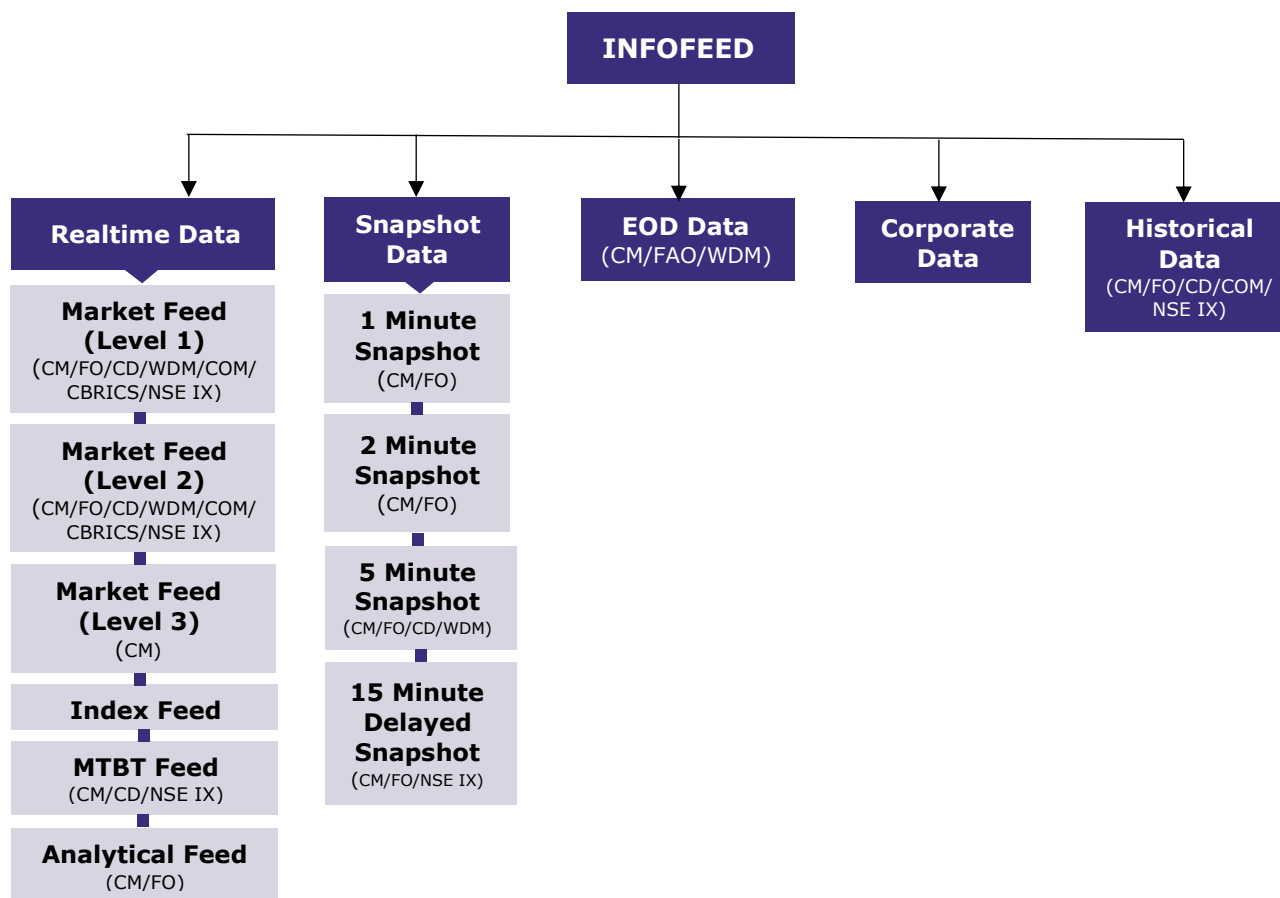 INFOFEED
Realtime Data
Market Feed
(Level 1)
(CM/FO/CD/WDM/COM/
CBRICS/NSE IX)
Market Feed
(Level 2)
(CM/FO/CD/WDM/COM/
CBRICS/NSE IX)
Market Feed
(Level 3)
(CM)
Index Feed
MTBT Feed
(CM/CD/NSE IX)
Analytical Feed
(CM/FO)
Snapshot
Data
1 Minute
Snapshot
(CM/FO)
2 Minute
Snapshot
(CM/FO)
5 Minute
Snapshot
(CM/FO/CD/WDM)
15 Minute
Delayed
Snapshot
(CM/FO/NSE IX)
EOD Data
(CM/FAO/WDM)
Corporate
Data
Historical
Data
(CM/FO/CD/COM/
NSE IX)